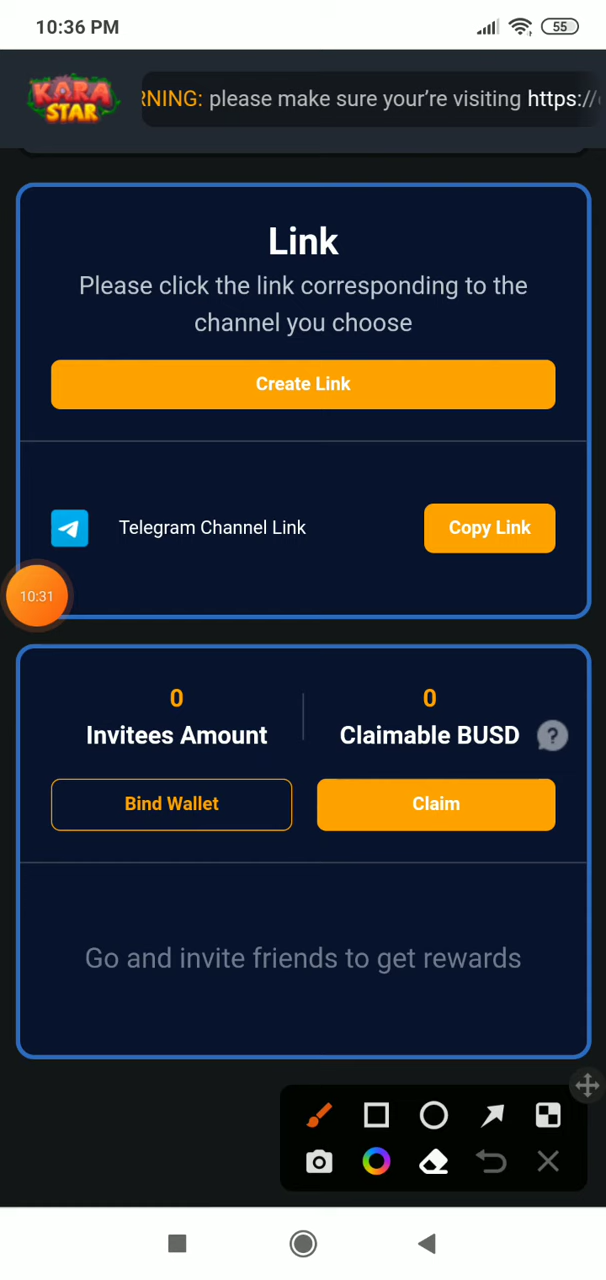 10:36 PM
55
KARA
STAR
RNING: please make sure your're visiting https://
Link
Please click the link corresponding to the
channel you choose
Create Link
Telegram Channel Link
Copy Link
10:31
0
0
Invitees Amount
Claimable BUSD ?
Bind Wallet
Claim
Go and invite friends to get rewards